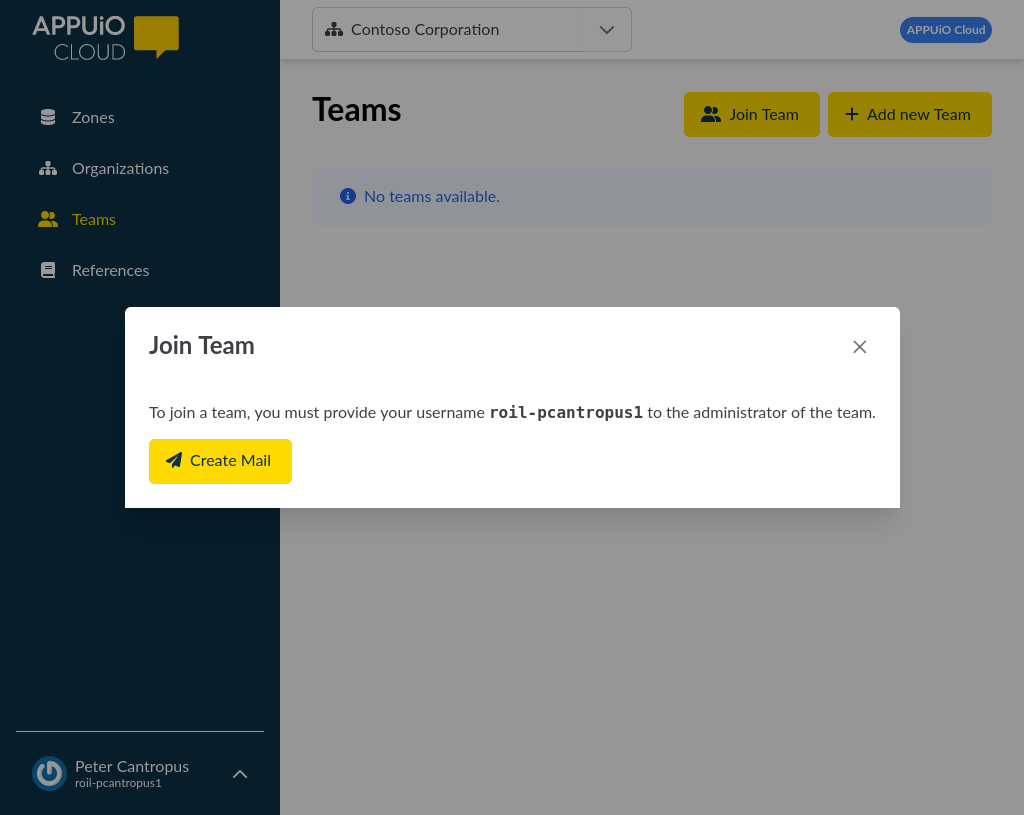 APPUiO
CLOUD
Zones
Organizations
Teams
References
Peter Cantropus
roil-pcantropus1
Contoso Corporation
APPUiO Cloud
Teams
Join Team
Add new Team
No teams available.
Join Team
To join a team, you must provide your username roil-pcantropus1 to the administrator of the team.
Create Mail